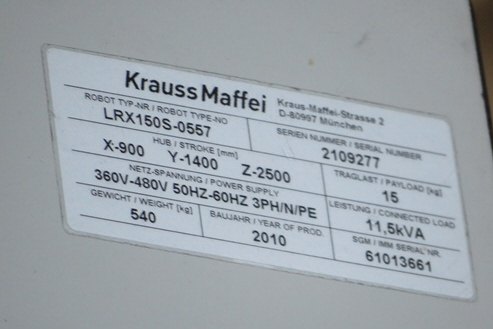 KraussMaffei
Kraus-Maffei-Strasse 2
D-80997 München
ROBOT TYP-NR / ROBOT TYPE-NO
LRX150S-0557
SERIEN NUMMER / SERIAL NUMBER
2109277
HUB / STROKE [mm]
X-900 Y-1400 Z-2500
TRAGLAST / PAYLOAD [kg]
15
NETZ-SPANNUNG / POWER SUPPLY
360V-480V 50HZ-60HZ 3PH/N/PE
LEISTUNG / CONNECTED LOAD
11,5kVA
GEWICHT / WEIGHT [kg]
540
BAUJAHR / YEAR OF PROD.
2010
SGM / IMM SERIAL NR.
61013661